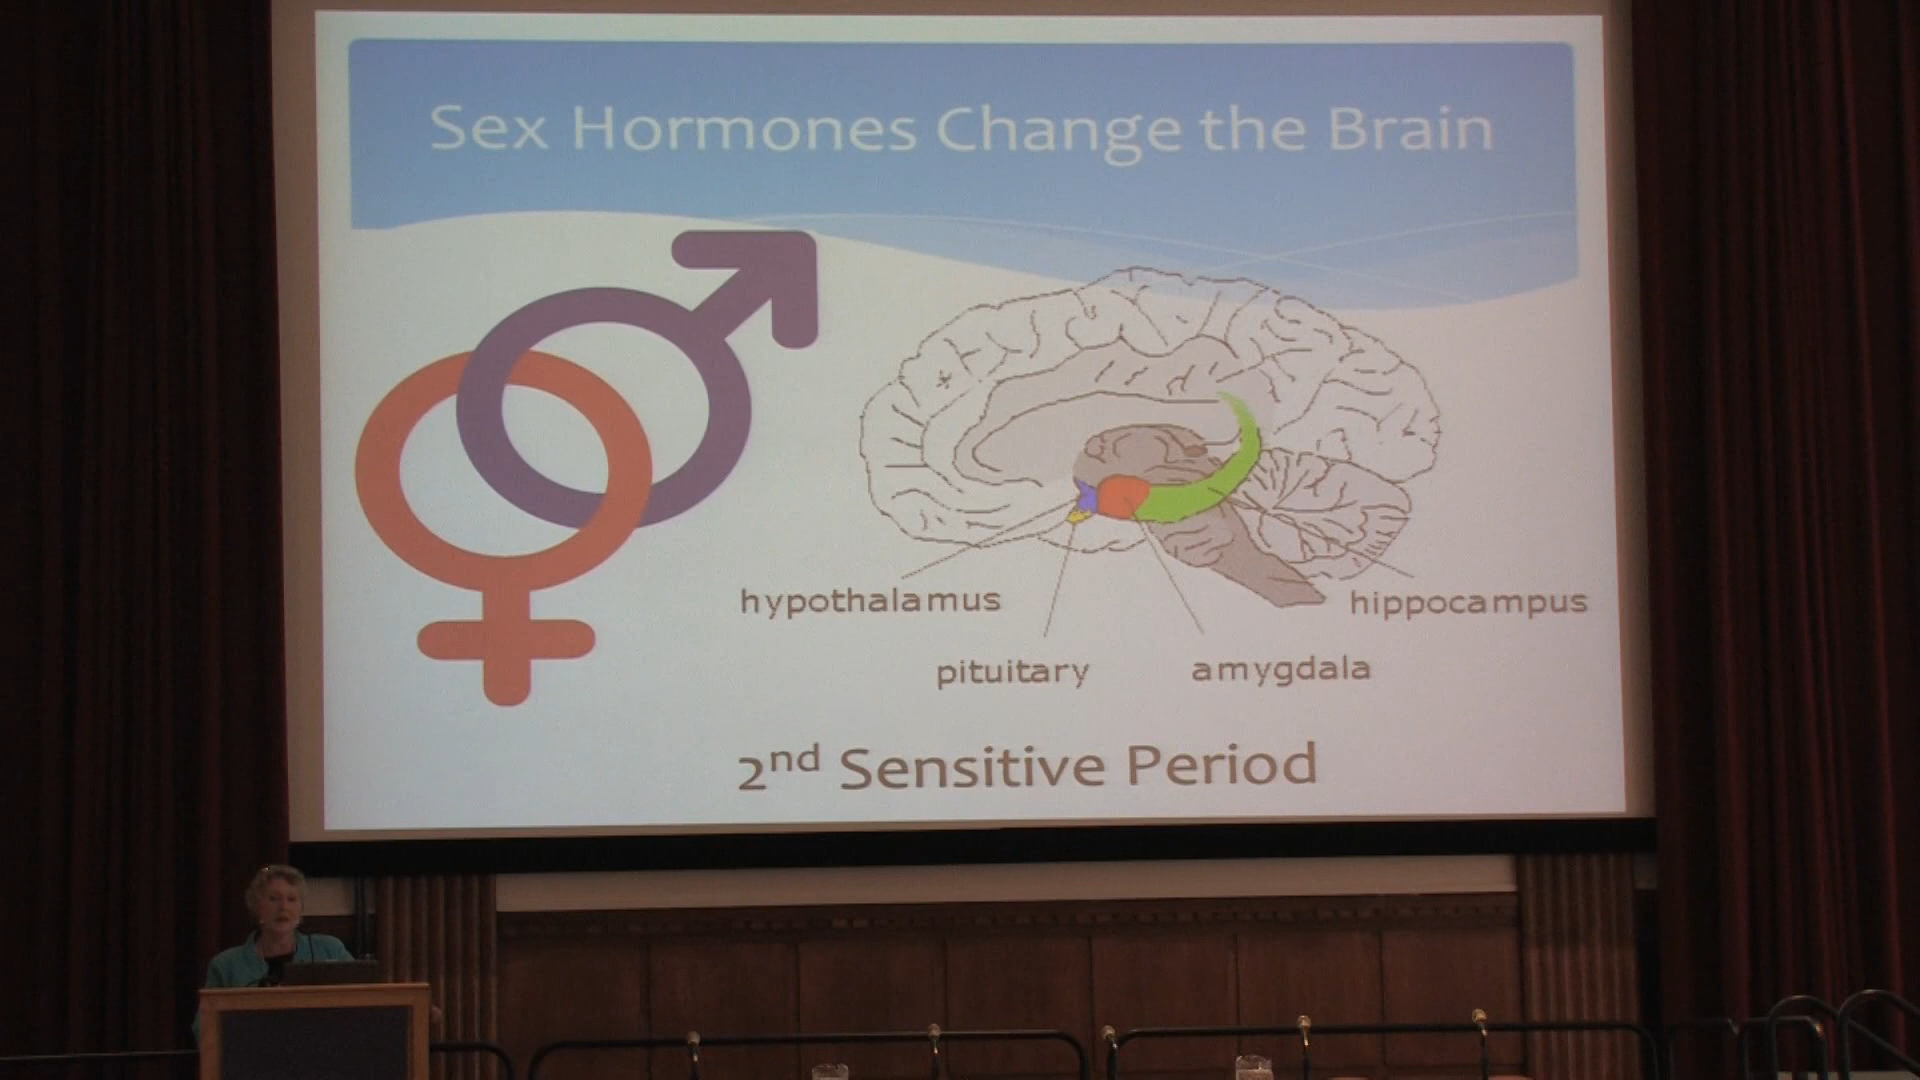 Sex Hormones Change the Brain
hypothalamus
hippocampus
pituitary
amygdala
2nd Sensitive Period